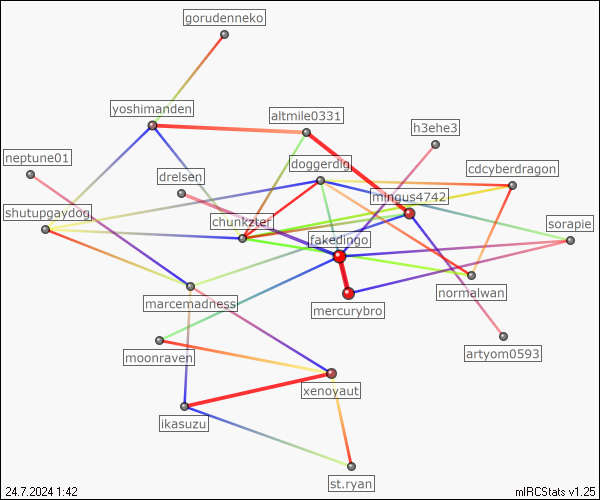 gorudenneko
yoshimanden
altmile0331
h3ehe3
neptune01
doggerdig
cdcyberdragon
drelsen
mingus4742
shutupgaydog
chunkzter
sorapie
fakedingo
normalwan
marcemadness
mercurybro
moonraven
artyom0593
xenoyaut
ikasuzu
st.ryan
24.7.2024 1:42
mIRCStats v1.25